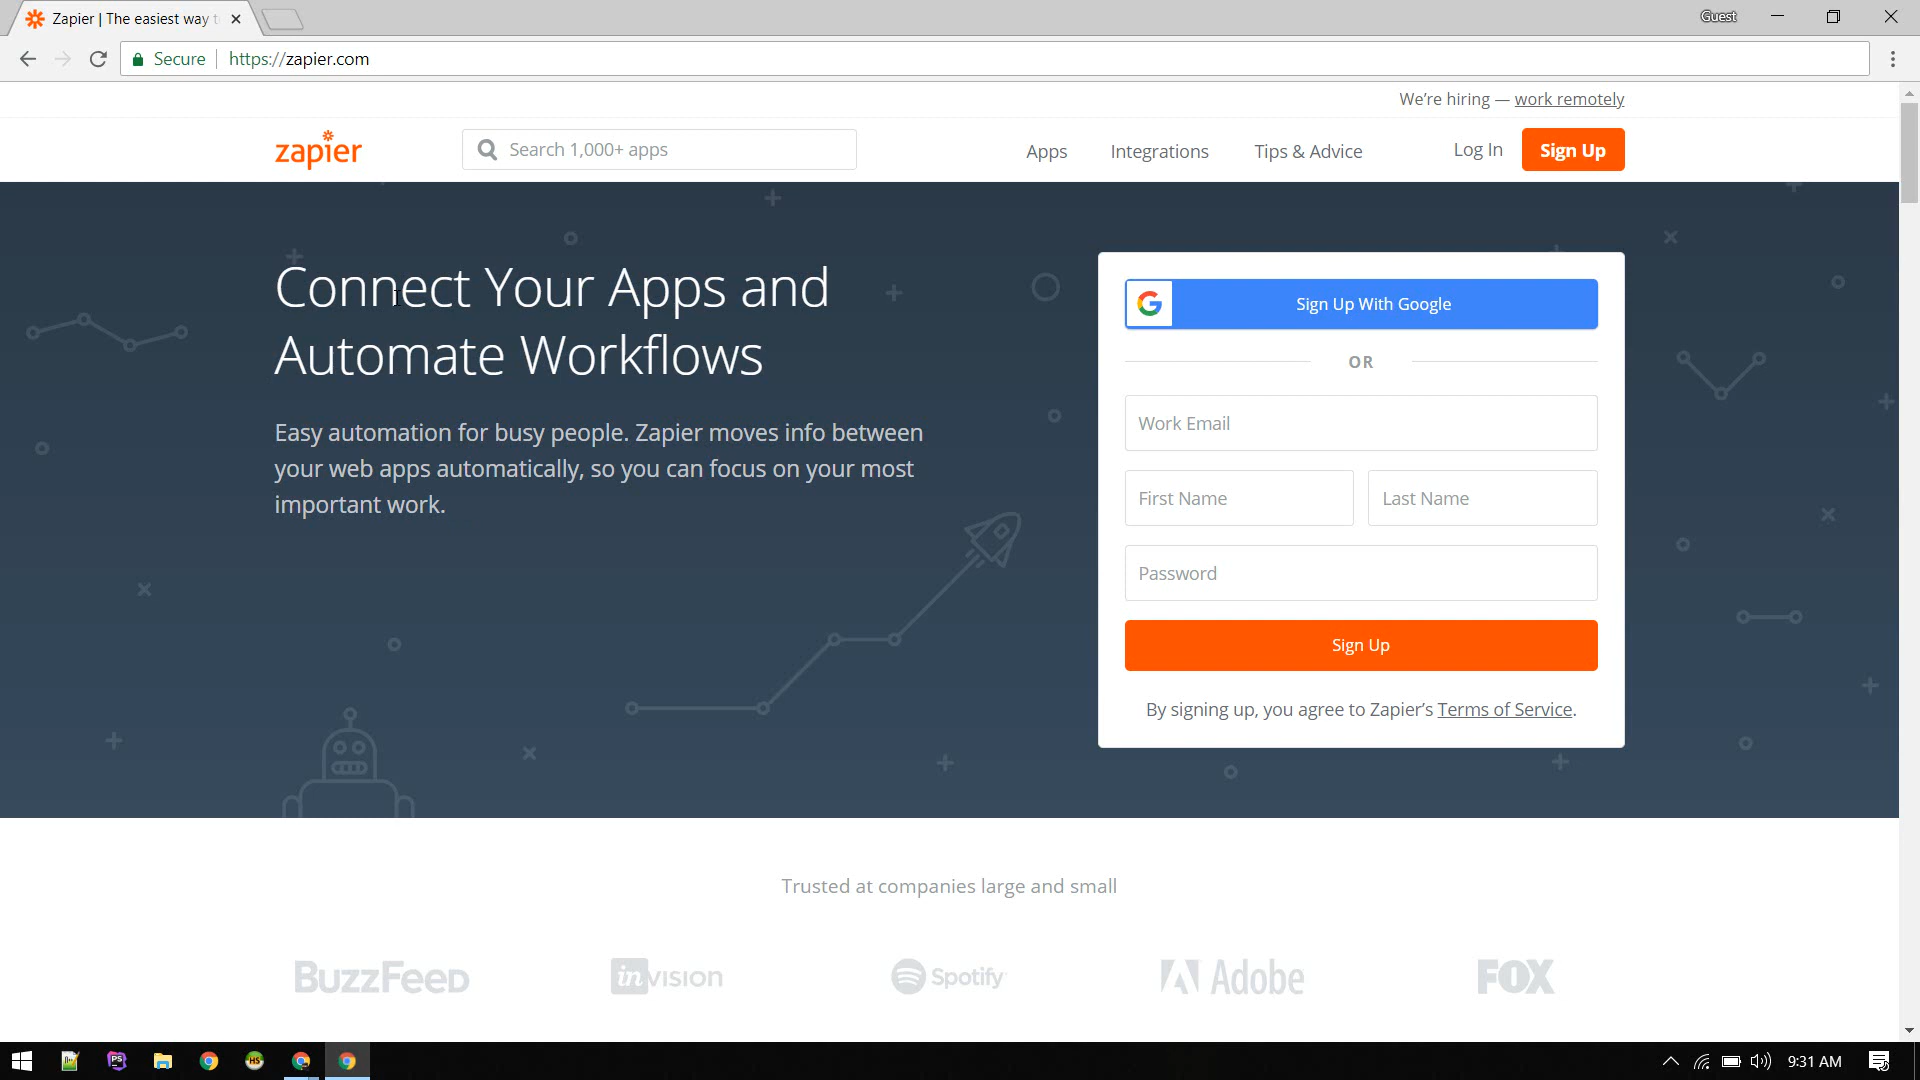 Zapier | The easiest way t
Guest
Secure
https://zapier.com
We're hiring — work remotely
zapier
Search 1,000+ apps
Apps
Integrations
Tips & Advice
Log In
Sign Up
Connect Your Apps and
Automate Workflows
Easy automation for busy people. Zapier moves info between
your web apps automatically, so you can focus on your most
important work.
G
Sign Up With Google
OR
Work Email
First Name
Last Name
Password
Sign Up
By signing up, you agree to Zapier's Terms of Service.
Trusted at companies large and small
BuzzFeed
inVISION
Spotify
Adobe
FOX
PS
HS
9:31 AM